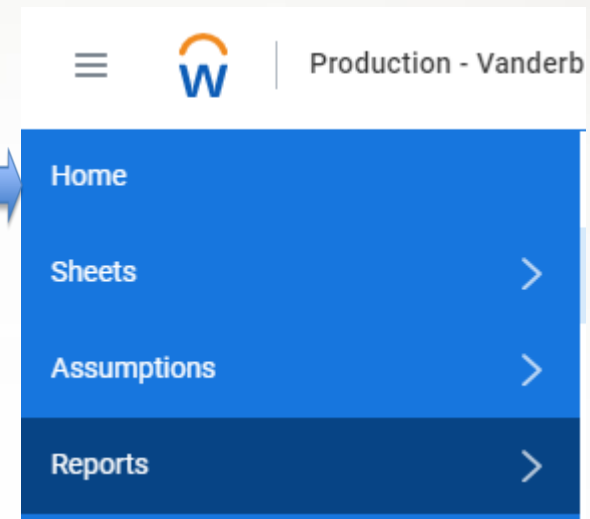 Production - Vanderb
Home
Sheets
Assumptions
Reports